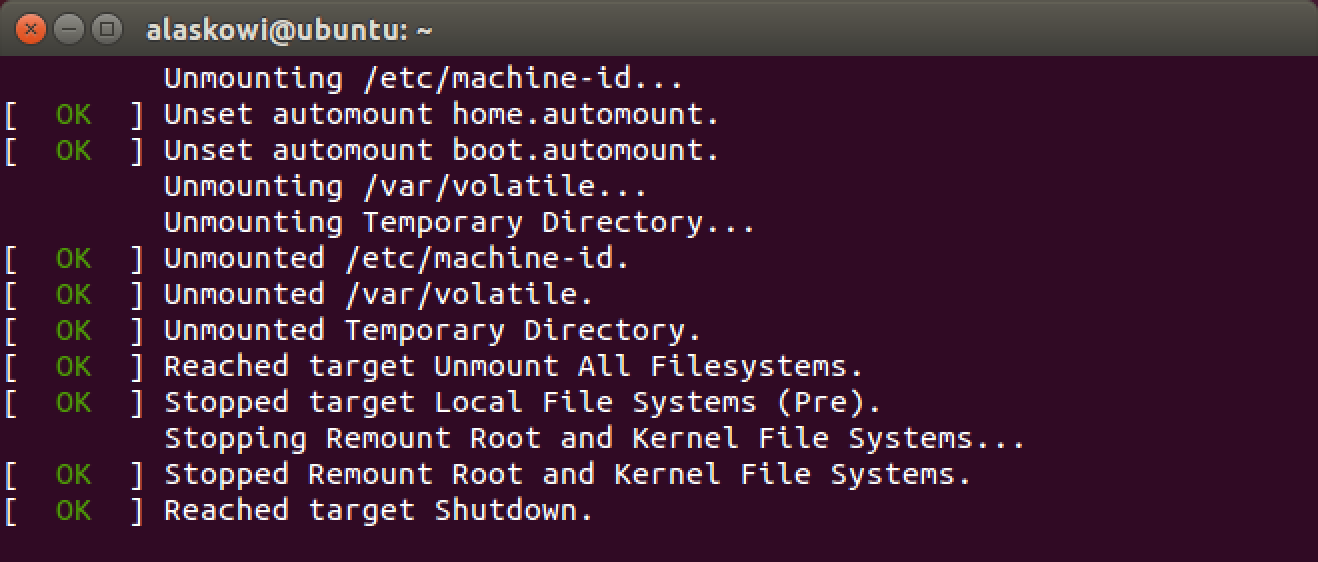 alaskowi@ubuntu: ~
Unmounting /etc/machine-id...
[  OK  ] Unset automount home.automount.
[  OK  ] Unset automount boot.automount.
Unmounting /var/volatile...
Unmounting Temporary Directory...
[  OK  ] Unmounted /etc/machine-id.
[  OK  ] Unmounted /var/volatile.
[  OK  ] Unmounted Temporary Directory.
[  OK  ] Reached target Unmount All Filesystems.
[  OK  ] Stopped target Local File Systems (Pre).
Stopping Remount Root and Kernel File Systems...
[  OK  ] Stopped Remount Root and Kernel File Systems.
[  OK  ] Reached target Shutdown.